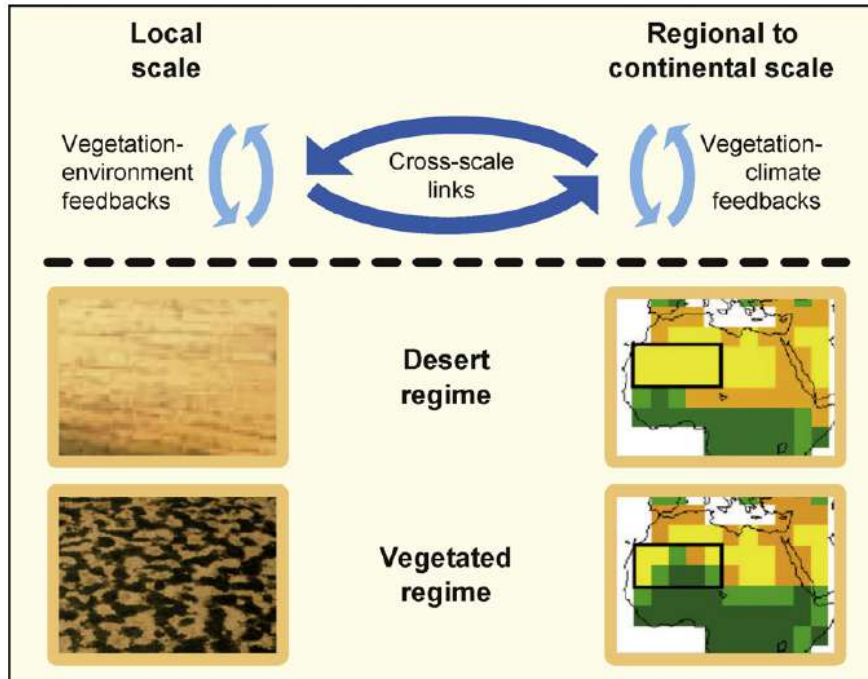 Local
scale
Regional to
continental scale
Vegetation-
environment
feedbacks
Cross-scale
links
Vegetation-
climate
feedbacks
Desert
regime
Vegetated
regime